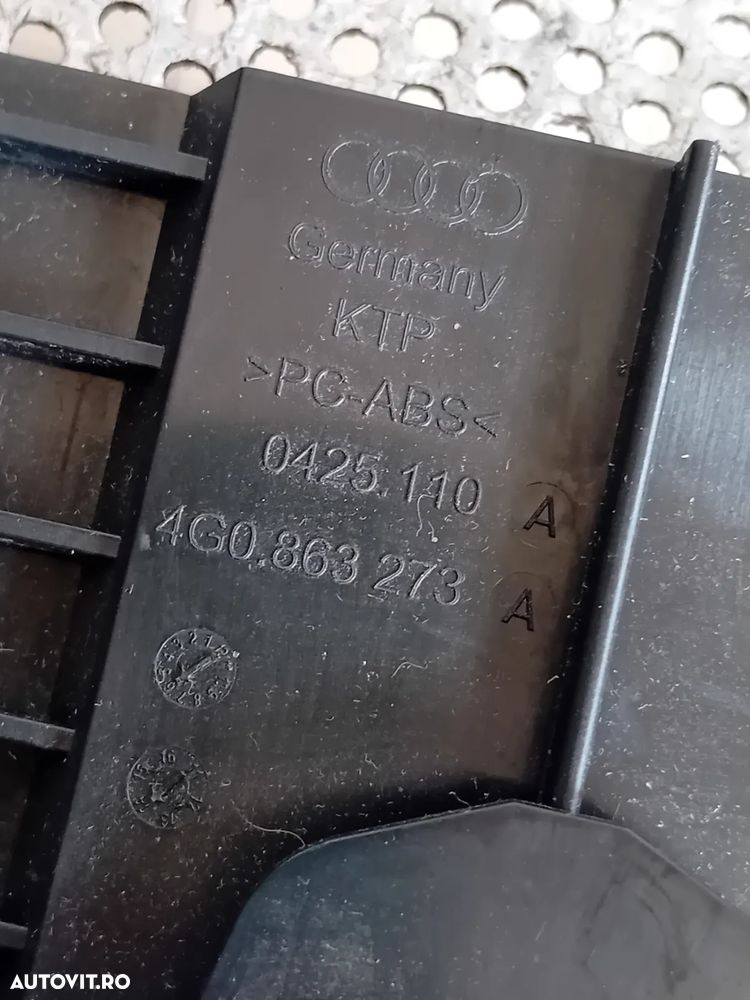 Germany
KTP
>PC-ABS<
0425.110 A
4G0.863 273 A
AUTOVIT.RO